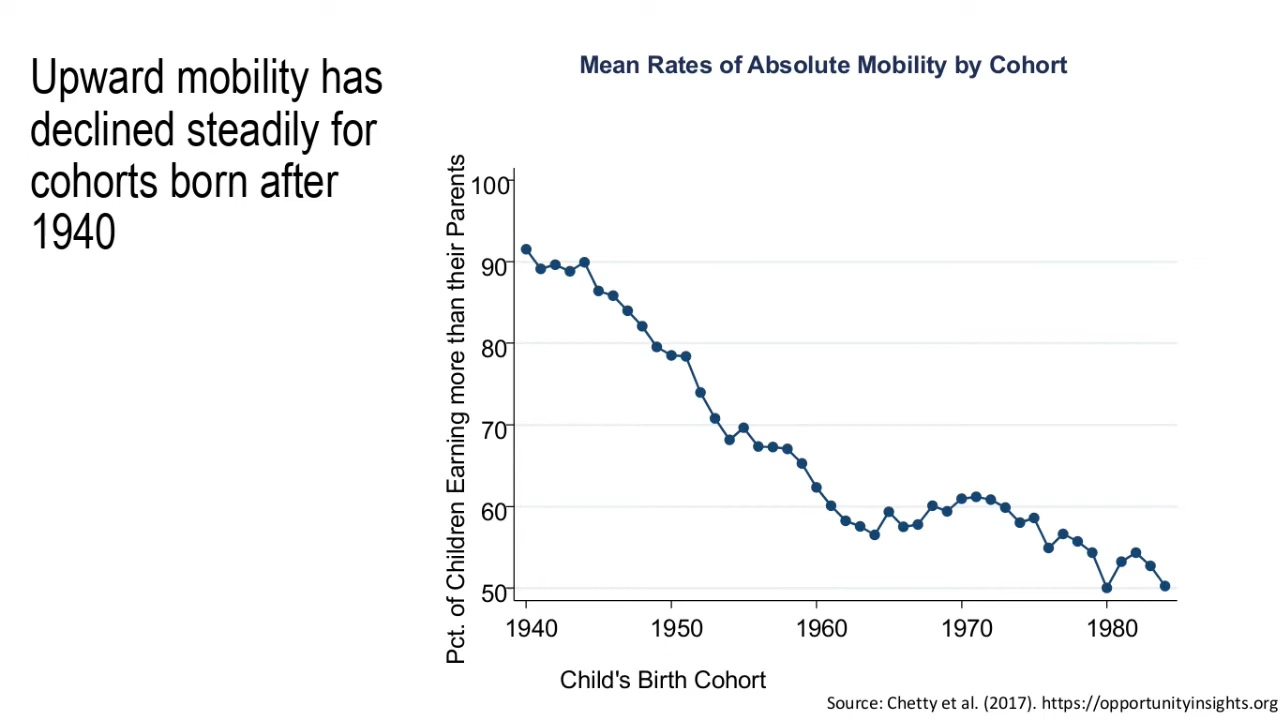 Upward mobility has
declined steadily for
cohorts born after
1940
Mean Rates of Absolute Mobility by Cohort
Pct. of Children Earning more than their Parents
100
90
80
70
60
50
1940 1950 1960 1970 1980
Child's Birth Cohort
Source: Chetty et al. (2017). https://opportunityinsights.org